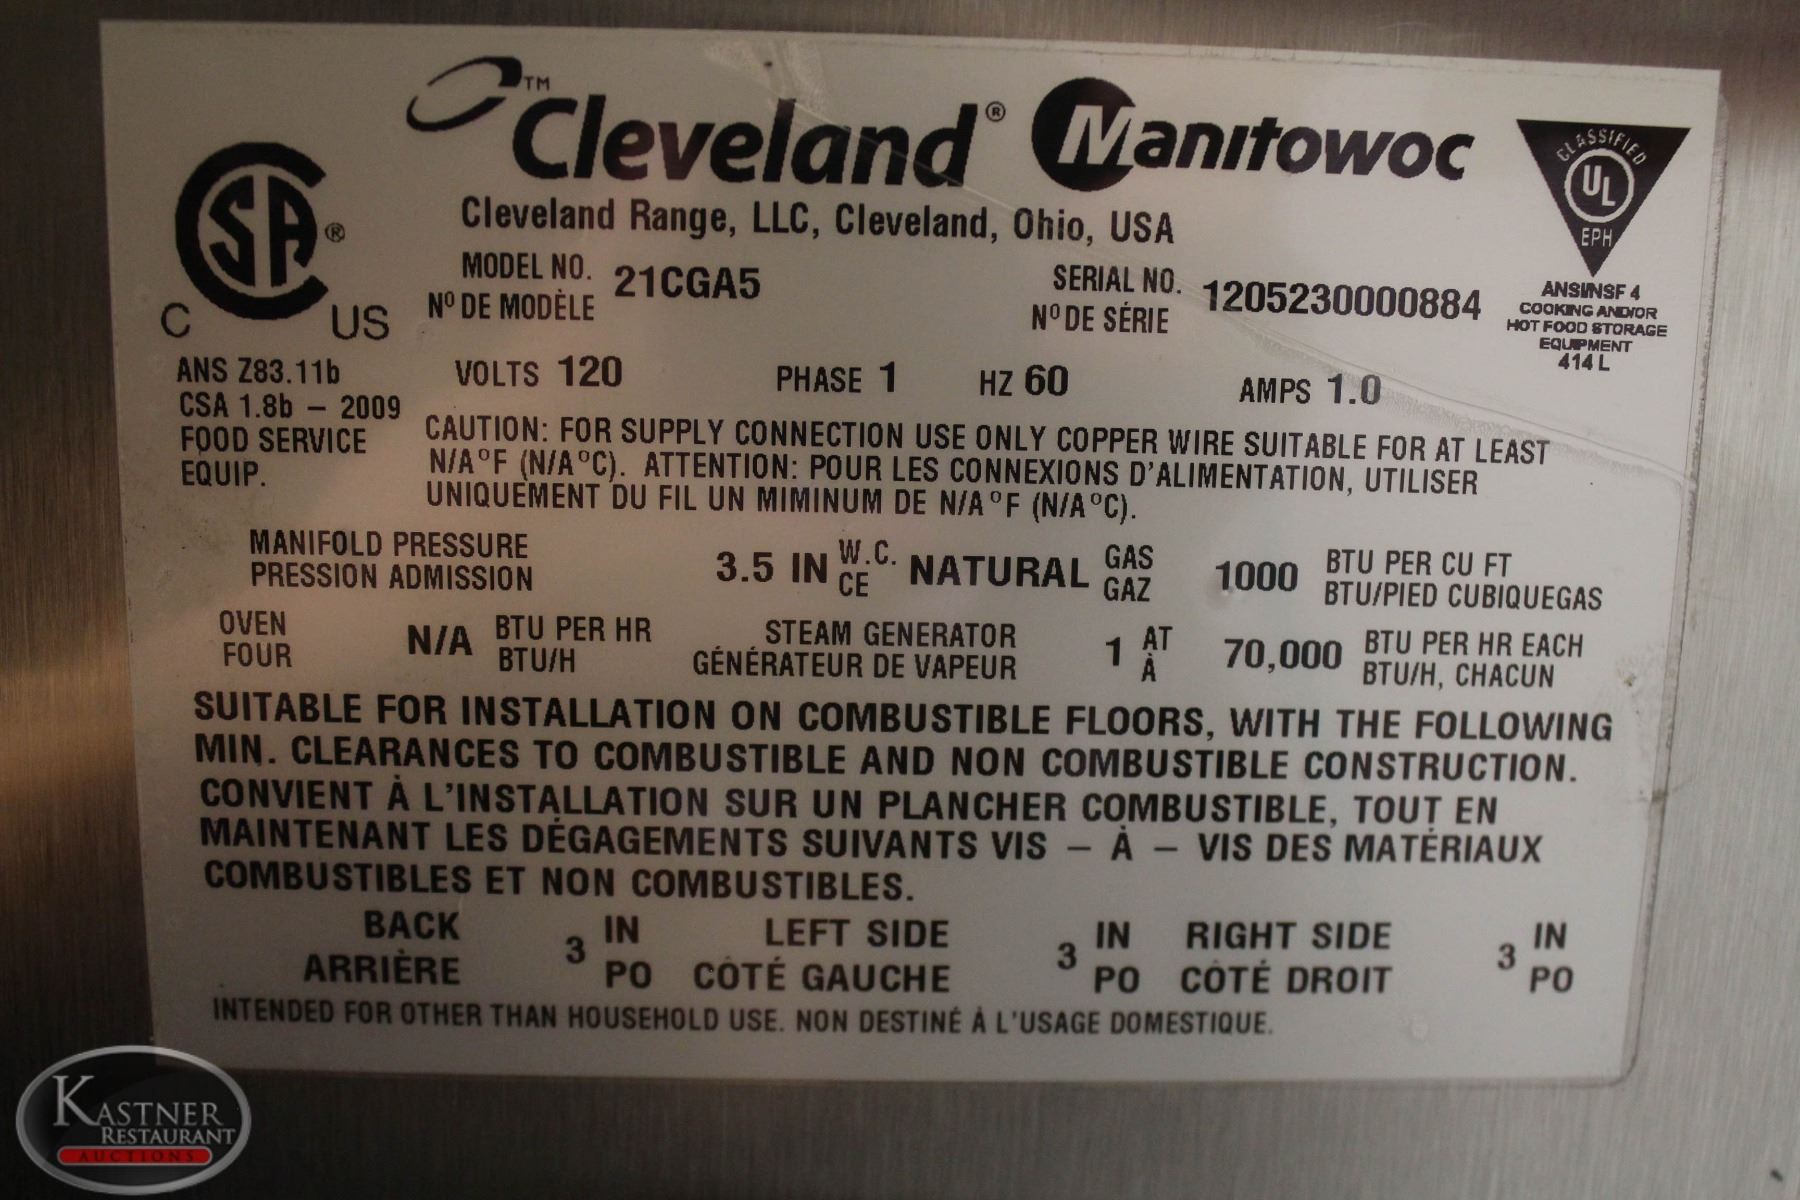 ™Cleveland® Manitowoc
Cleveland Range, LLC, Cleveland, Ohio, USA
CLASSIFIED
UL
EPH
ANSI/NSF 4
COOKING AND/OR
HOT FOOD STORAGE
EQUIPMENT
414 L
CSA®
C US
MODEL NO. 21CGA5 SERIAL NO. 1205230000884
Nº DE MODÈLE Nº DE SÉRIE
ANS Z83.11b
CSA 1.8b – 2009
FOOD SERVICE
EQUIP.
VOLTS 120 PHASE 1 HZ 60 AMPS 1.0
CAUTION: FOR SUPPLY CONNECTION USE ONLY COPPER WIRE SUITABLE FOR AT LEAST
N/AºF (N/AºC). ATTENTION: POUR LES CONNEXIONS D'ALIMENTATION, UTILISER
UNIQUEMENT DU FIL UN MIMINUM DE N/AºF (N/AºC).
MANIFOLD PRESSURE 3.5 IN W.C. NATURAL GAS 1000 BTU PER CU FT
PRESSION ADMISSION CE GAZ BTU/PIED CUBIQUEGAS
OVEN N/A BTU PER HR STEAM GENERATOR 1 AT 70,000 BTU PER HR EACH
FOUR BTU/H GÉNÉRATEUR DE VAPEUR À BTU/H, CHACUN
SUITABLE FOR INSTALLATION ON COMBUSTIBLE FLOORS, WITH THE FOLLOWING
MIN. CLEARANCES TO COMBUSTIBLE AND NON COMBUSTIBLE CONSTRUCTION.
CONVIENT À L'INSTALLATION SUR UN PLANCHER COMBUSTIBLE, TOUT EN
MAINTENANT LES DÉGAGEMENTS SUIVANTS VIS – À – VIS DES MATÉRIAUX
COMBUSTIBLES ET NON COMBUSTIBLES.
BACK 3 IN LEFT SIDE 3 IN RIGHT SIDE 3 IN
ARRIÈRE PO CÔTÉ GAUCHE PO CÔTÉ DROIT PO
INTENDED FOR OTHER THAN HOUSEHOLD USE. NON DESTINÉ À L'USAGE DOMESTIQUE.
KASTNER
RESTAURANT
AUCTIONS